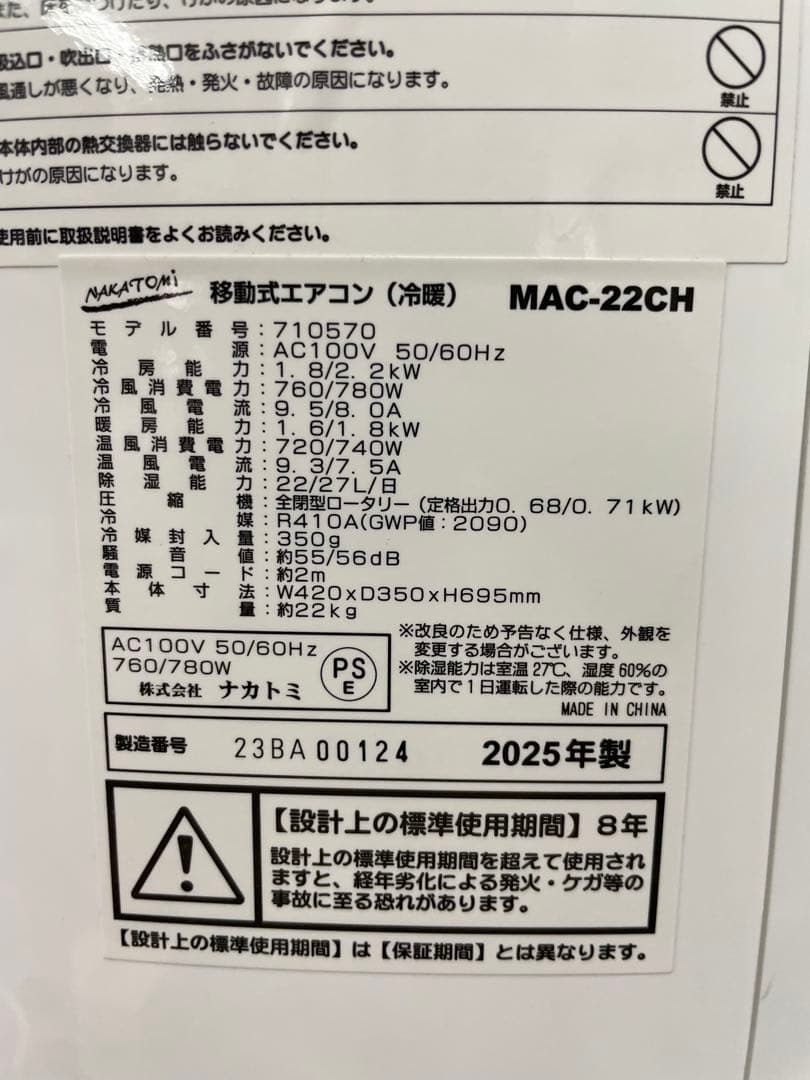 また、床を
けがの原因になります。
吸込口・吹出口・排熱口をふさがないでください。
風通しが悪くなり、発熱・発火・故障の原因になります。
禁止
本体内部の熱交換器には触らないでください。
けがの原因になります。
禁止
使用前に取扱説明書をよくお読みください。
NAKATOMi 移動式エアコン（冷暖） MAC-22CH
モデル番号：710570
電源：AC100V 50/60Hz
冷房能力：1.8/2.2kW
冷風消費電力：760/780W
冷風電流：9.5/8.0A
暖房能力：1.6/1.8kW
温風消費電力：720/740W
温風電流：9.3/7.5A
除湿能力：22/27L/日
圧縮機：全閉型ロータリー（定格出力0.68/0.71kW）
冷媒：R410A(GWP値：2090)
冷媒封入量：350g
騒音値：約55/56dB
電源コード：約2m
本体寸法：W420xD350xH695mm
質量：約22kg
AC100V 50/60Hz
760/780W
株式会社 ナカトミ
PS
E
※改良のため予告なく仕様、外観を
変更する場合がございます。
※除湿能力は室温27℃、湿度60%の
室内で1日運転した際の能力です。
MADE IN CHINA
製造番号 23BA00124 2025年製
【設計上の標準使用期間】8年
設計上の標準使用期間を超えて使用され
ますと、経年劣化による発火・ケガ等の
事故に至る恐れがあります。
【設計上の標準使用期間】は【保証期間】とは異なります。